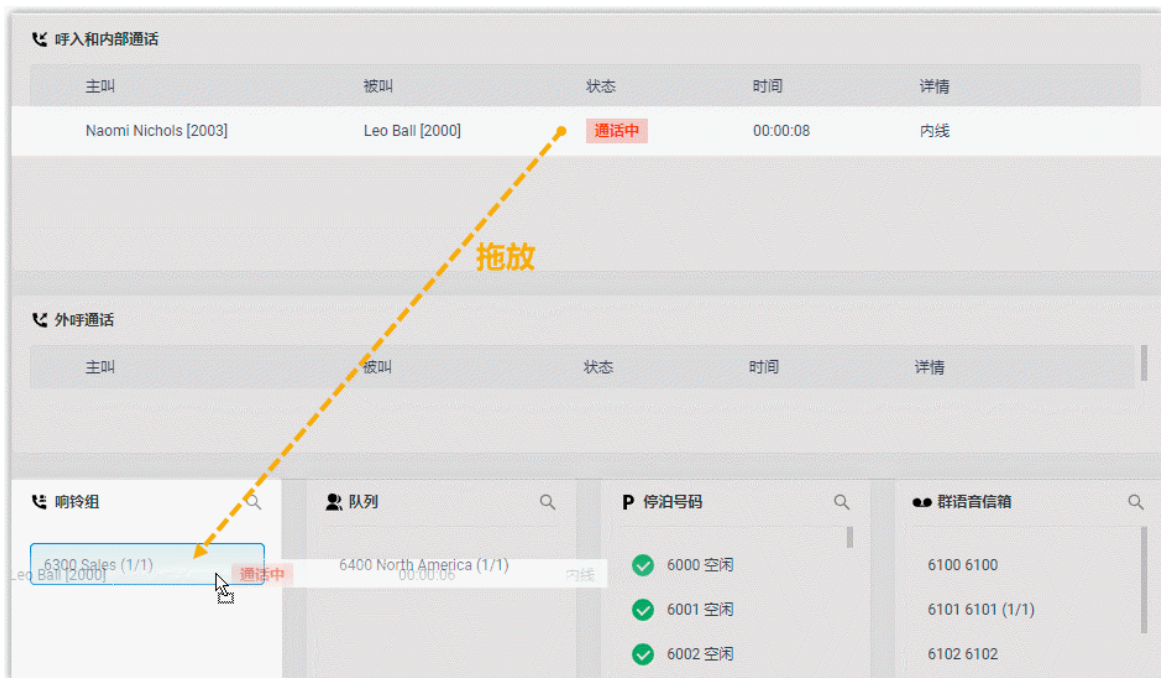 呼入和内部通话
主叫 被叫 状态 时间 详情
Naomi Nichols [2003] Leo Ball [2000] 通话中 00:00:08 内线
拖放
外呼通话
主叫 被叫 状态 时间 详情
响铃组 队列 P 停泊号码 群语音信箱
6300 Sales (1/1) 6400 North America (1/1) 6000 空闲 6100 6100
Leo Ball [2000] 通话中 00:00:06 内线
6001 空闲 6101 6101 (1/1)
6002 空闲 6102 6102